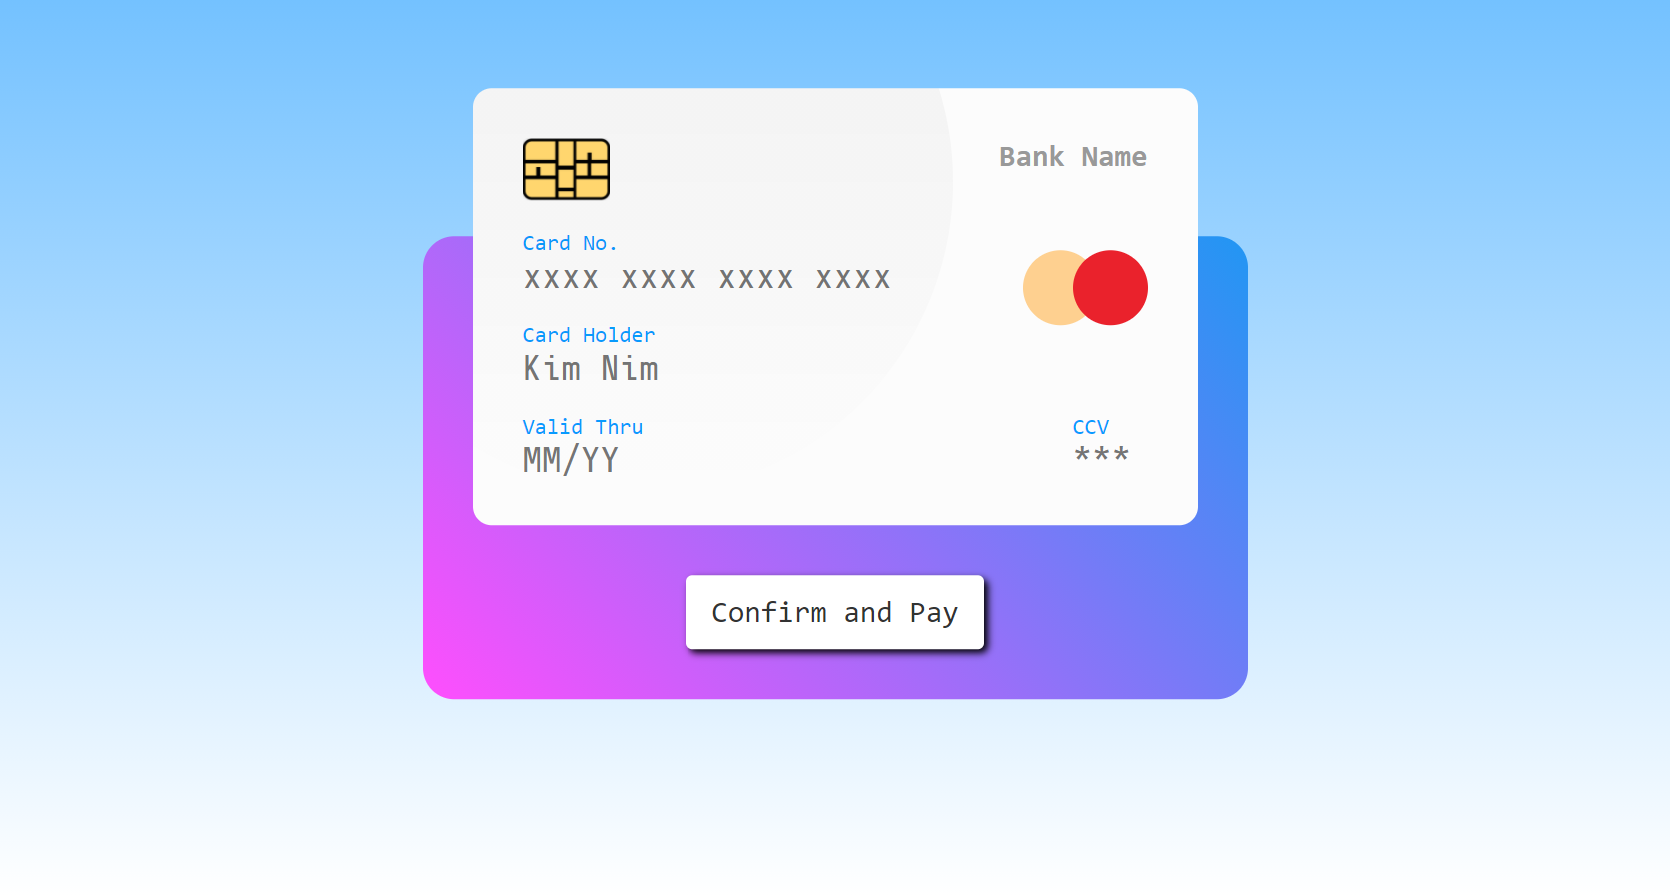 Bank Name
Card No.
xxxx xxxx xxxx xxxx
Card Holder
Kim Nim
Valid Thru
MM/YY
CCV
***
Confirm and Pay